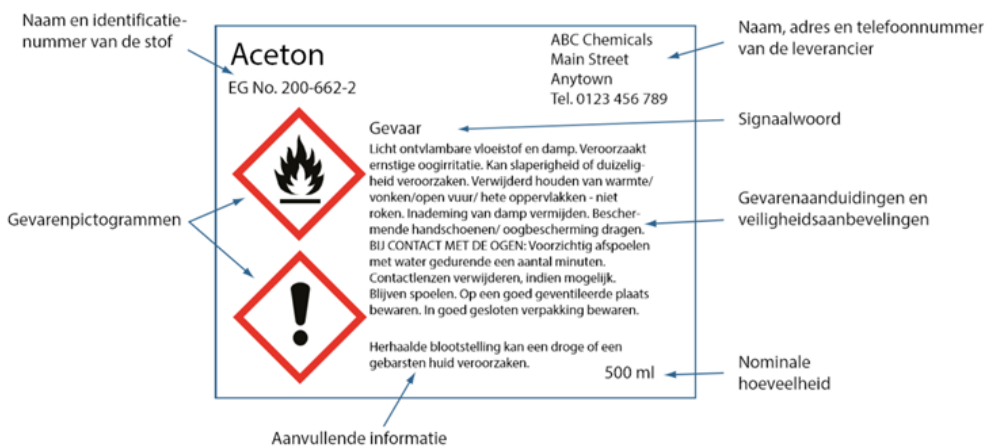 Naam en identificatie-
nummer van de stof
Aceton
EG No. 200-662-2
ABC Chemicals
Main Street
Anytown
Tel. 0123 456 789
Naam, adres en telefoonnummer
van de leverancier
Gevaar
Signaalwoord
Licht ontvlambare vloeistof en damp. Veroorzaakt
ernstige oogirritatie. Kan slaperigheid of duizelig-
heid veroorzaken. Verwijderd houden van warmte/
vonken/open vuur/ hete oppervlakken - niet
roken. Inademing van damp vermijden. Bescher-
mende handschoenen/ oogbescherming dragen.
BIJ CONTACT MET DE OGEN: Voorzichtig afspoelen
met water gedurende een aantal minuten.
Contactlenzen verwijderen, indien mogelijk.
Blijven spoelen. Op een goed geventileerde plaats
bewaren. In goed gesloten verpakking bewaren.
Gevarenaanduidingen en
veiligheidsaanbevelingen
Gevarenpictogrammen
Herhaalde blootstelling kan een droge of een
gebarsten huid veroorzaken.
500 ml
Nominale
hoeveelheid
Aanvullende informatie